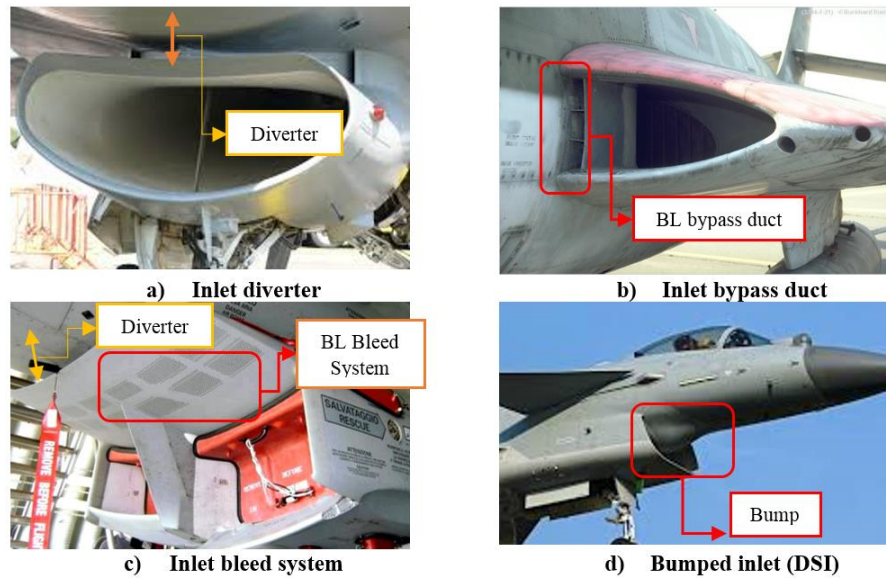 Diverter
a) Inlet diverter
BL bypass duct
b) Inlet bypass duct
Diverter
BL Bleed
System
SALVATAGGIO
RESCUE
REMOVE BEFORE FLIGHT
c) Inlet bleed system
Bump
d) Bumped inlet (DSI)